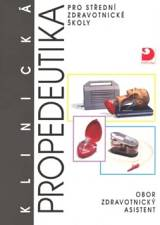 PRO STŘEDNÍ
ZDRAVOTNICKÉ
ŠKOLY
KLINICKÁ
PROPEDEUTIKA
OBOR
ZDRAVOTNICKÝ
ASISTENT